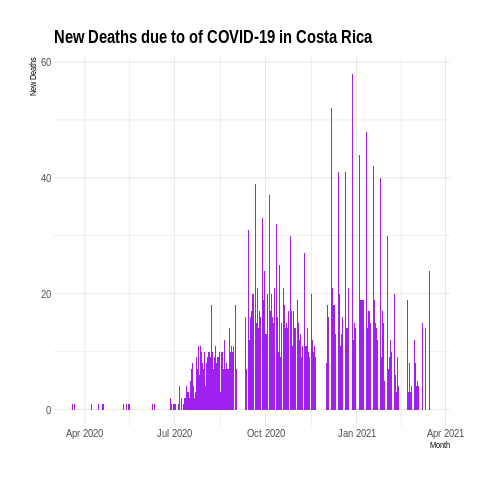 New Deaths due to of COVID-19 in Costa Rica
New Deaths
60
40
20
0
Apr 2020 Jul 2020 Oct 2020 Jan 2021 Apr 2021
Month